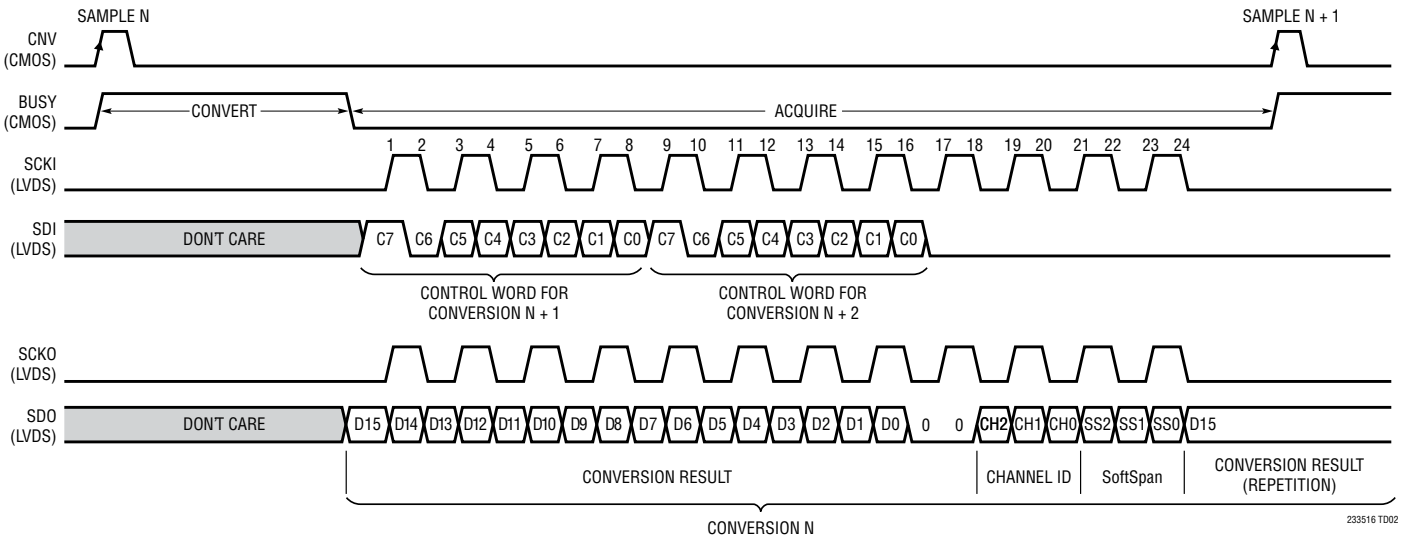 SAMPLE N
SAMPLE N + 1
CNV
(CMOS)
BUSY
(CMOS)
CONVERT
ACQUIRE
1 2 3 4 5 6 7 8 9 10 11 12 13 14 15 16 17 18 19 20 21 22 23 24
SCKI
(LVDS)
SDI
(LVDS)
DON'T CARE
C7 C6 C5 C4 C3 C2 C1 C0 C7 C6 C5 C4 C3 C2 C1 C0
CONTROL WORD FOR
CONVERSION N + 1
CONTROL WORD FOR
CONVERSION N + 2
SCKO
(LVDS)
SDO
(LVDS)
DON'T CARE
D15 D14 D13 D12 D11 D10 D9 D8 D7 D6 D5 D4 D3 D2 D1 D0 0 0 CH2 CH1 CH0 SS2 SS1 SS0 D15
CONVERSION RESULT
CHANNEL ID
SoftSpan
CONVERSION RESULT
(REPETITION)
CONVERSION N
233516 TD02